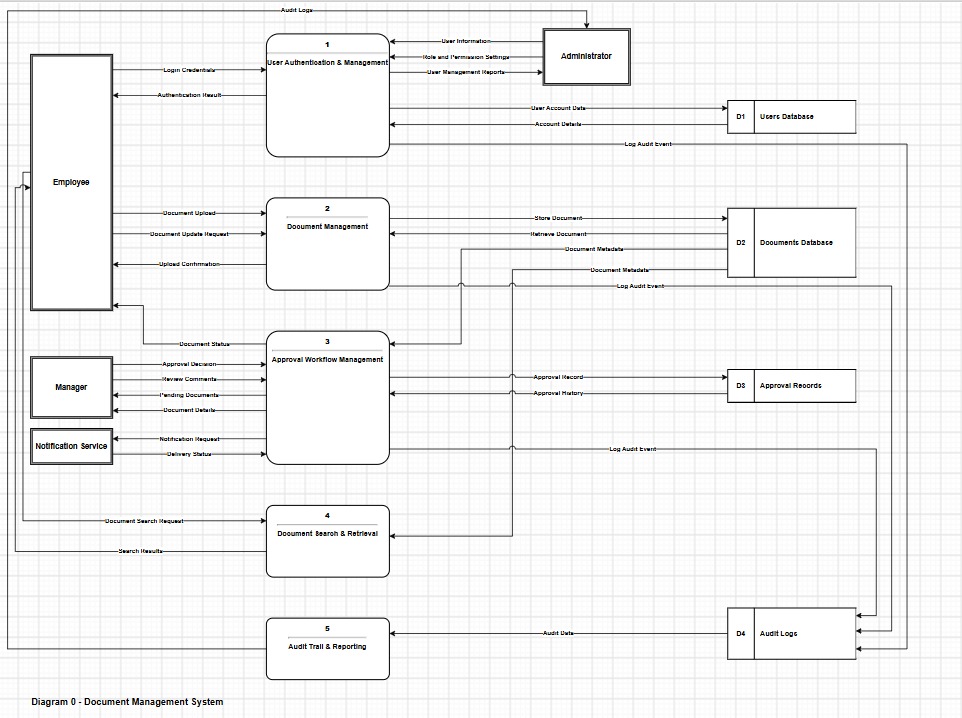 Audit Logs
1
User Authentication & Management
User Information
Role and Permission Settings
User Management Reports
Administrator
Login Credentials
Authentication Result
User Account Data
Account Details
D1
Users Database
Log Audit Event
Employee
2
Document Management
Document Upload
Document Update Request
Upload Confirmation
Store Document
Retrieve Document
Document Metadata
Document Metadata
D2
Documents Database
Log Audit Event
Document Status
3
Approval Workflow Management
Manager
Approval Decision
Review Comments
Pending Documents
Document Details
Approval Record
Approval History
D3
Approval Records
Notification Service
Notification Request
Delivery Status
Log Audit Event
4
Document Search & Retrieval
Document Search Request
Search Results
5
Audit Trail & Reporting
Audit Data
D4
Audit Logs
Diagram 0 - Document Management System